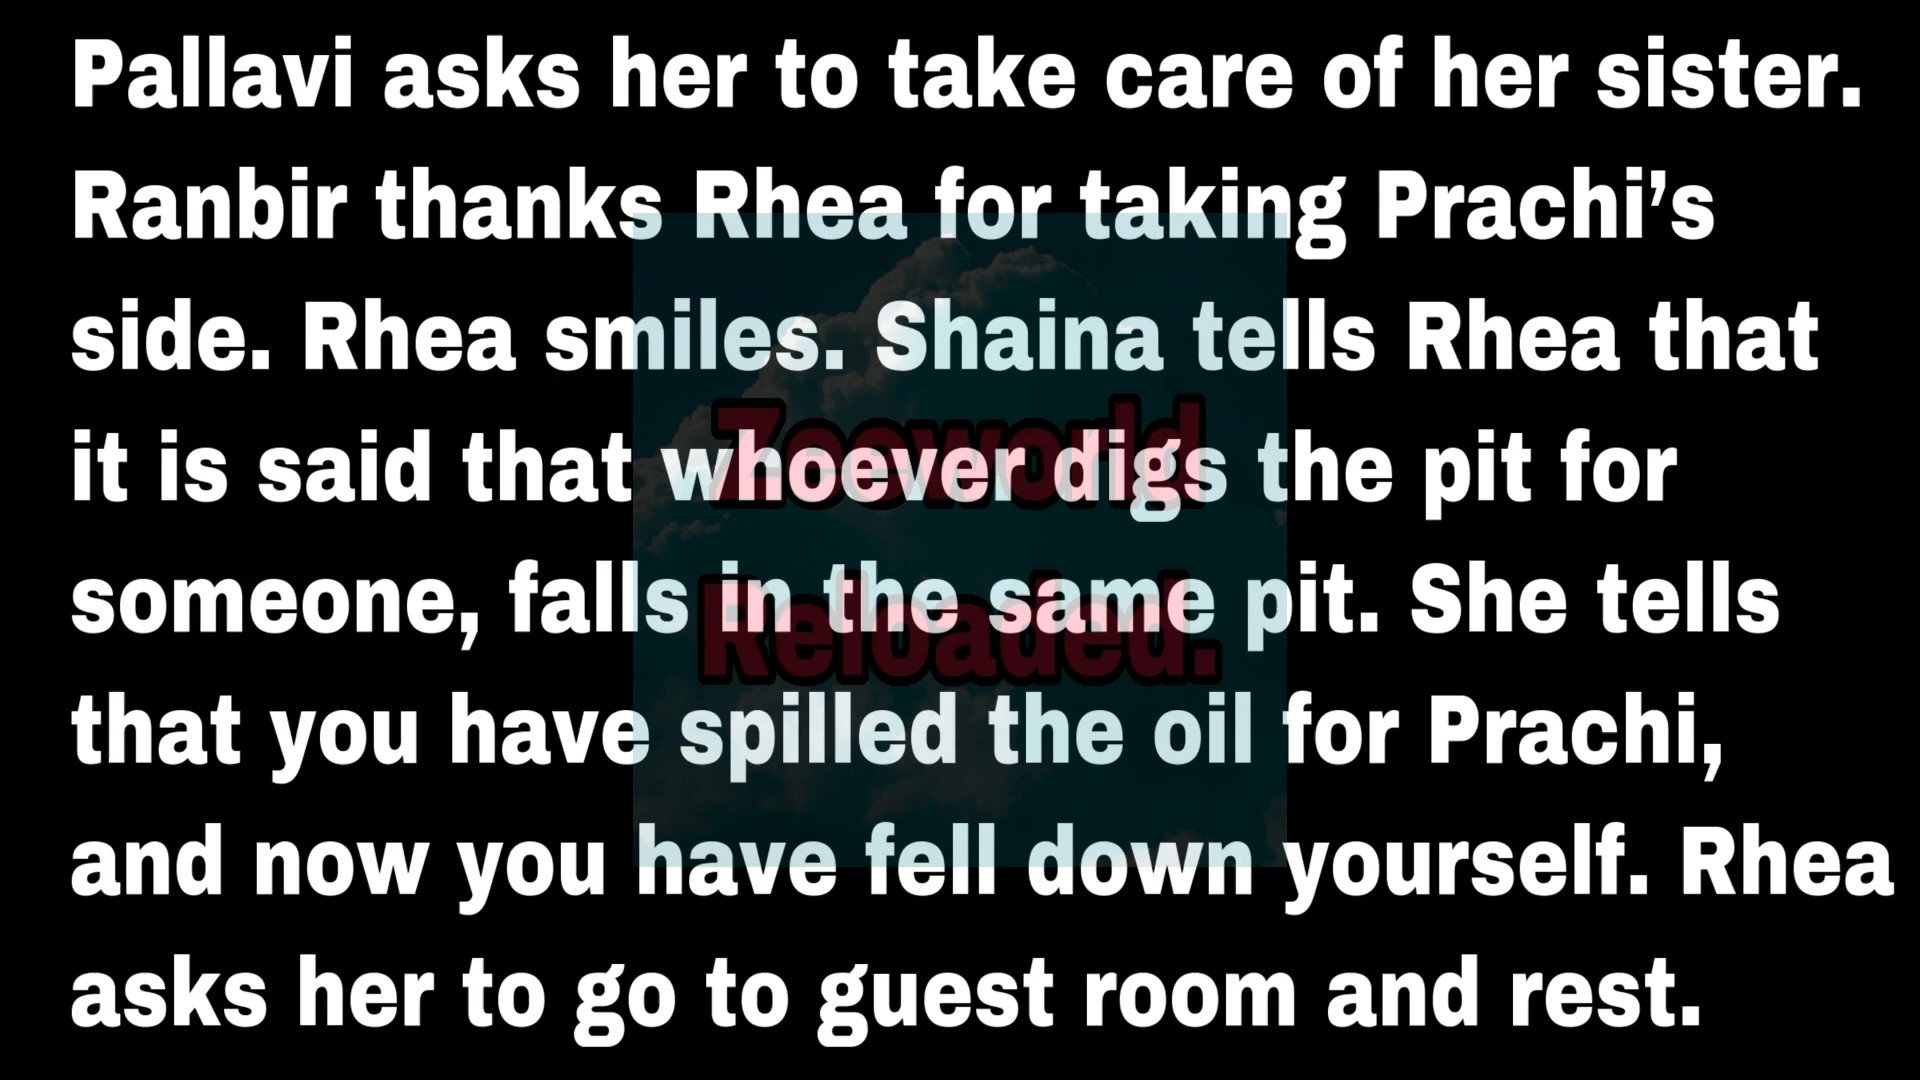 Pallavi asks her to take care of her sister.
Ranbir thanks Rhea for taking Prachi’s
side. Rhea smiles. Shaina tells Rhea that
it is said that whoever digs the pit for
someone, falls in the same pit. She tells
that you have spilled the oil for Prachi,
and now you have fell down yourself. Rhea
asks her to go to guest room and rest.
Zeeworld
Reloaded.